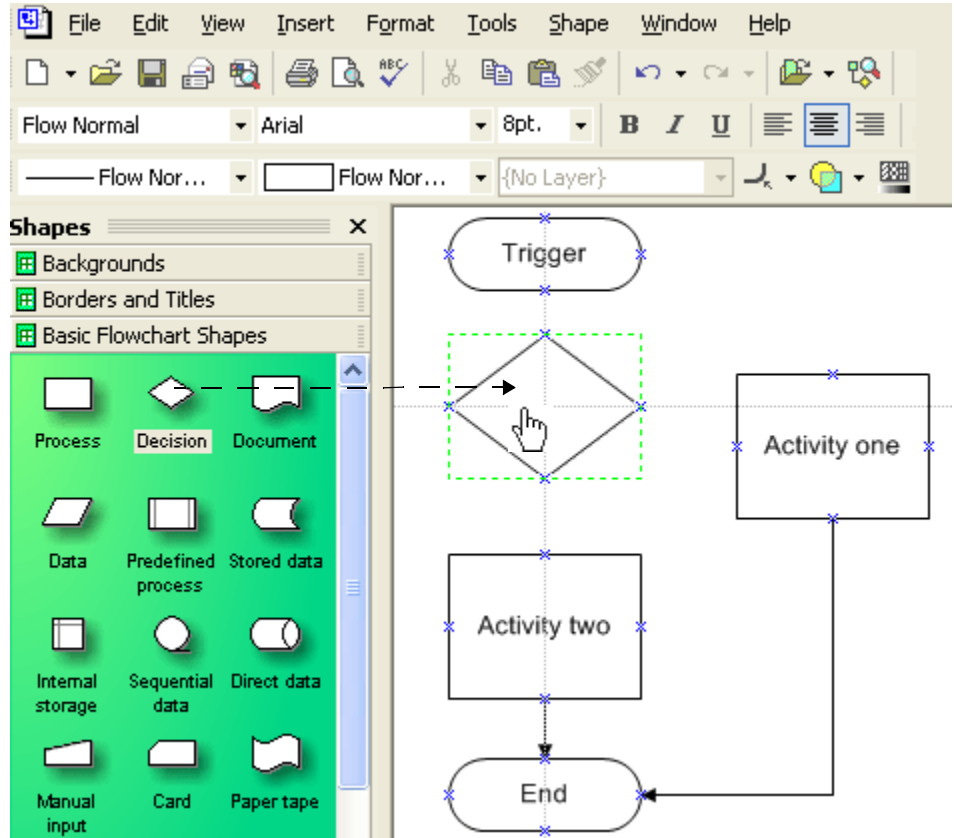 File Edit View Insert Format Tools Shape Window Help
ABC
Flow Normal Arial 8pt. B I U
Flow Nor... Flow Nor... {No Layer}
Shapes
Backgrounds
Borders and Titles
Basic Flowchart Shapes
Process Decision Document
Data Predefined process Stored data
Internal storage Sequential data Direct data
Manual input Card Paper tape
Trigger
Activity one
Activity two
End